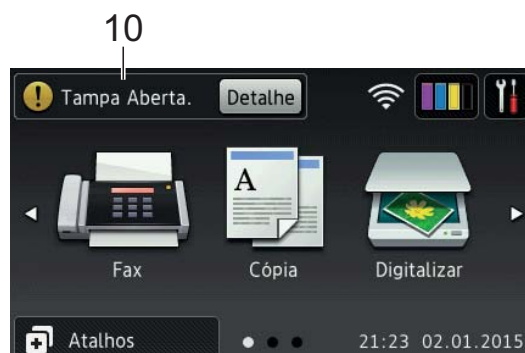 10
Tampa Aberta. Detalhe
A
Fax Cópia Digitalizar
Atalhos 21:23 02.01.2015